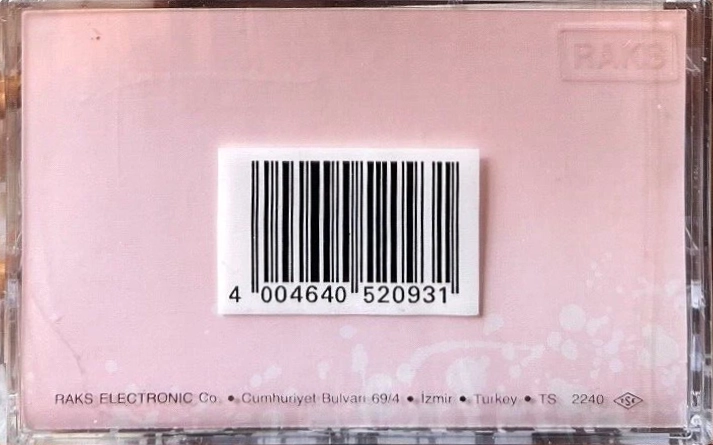 RAKS
4 004640 520931
RAKS ELECTRONIC Co. • Cumhuriyet Bulvarı 69/4 • İzmir • Turkey • TS 2240